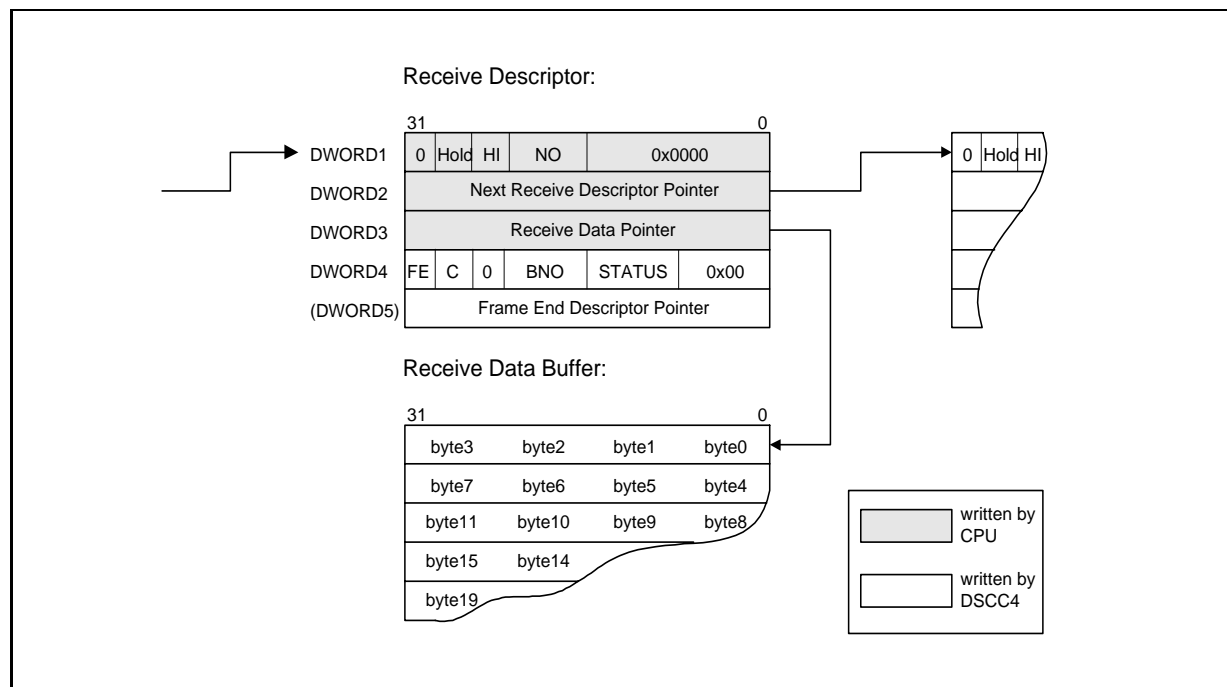 Receive Descriptor:
31 0
DWORD1 0 Hold HI NO 0x0000 0 Hold HI
DWORD2 Next Receive Descriptor Pointer
DWORD3 Receive Data Pointer
DWORD4 FE C 0 BNO STATUS 0x00
(DWORD5) Frame End Descriptor Pointer
Receive Data Buffer:
31 0
byte3 byte2 byte1 byte0
byte7 byte6 byte5 byte4
byte11 byte10 byte9 byte8
byte15 byte14
byte19
written by
CPU
written by
DSCC4